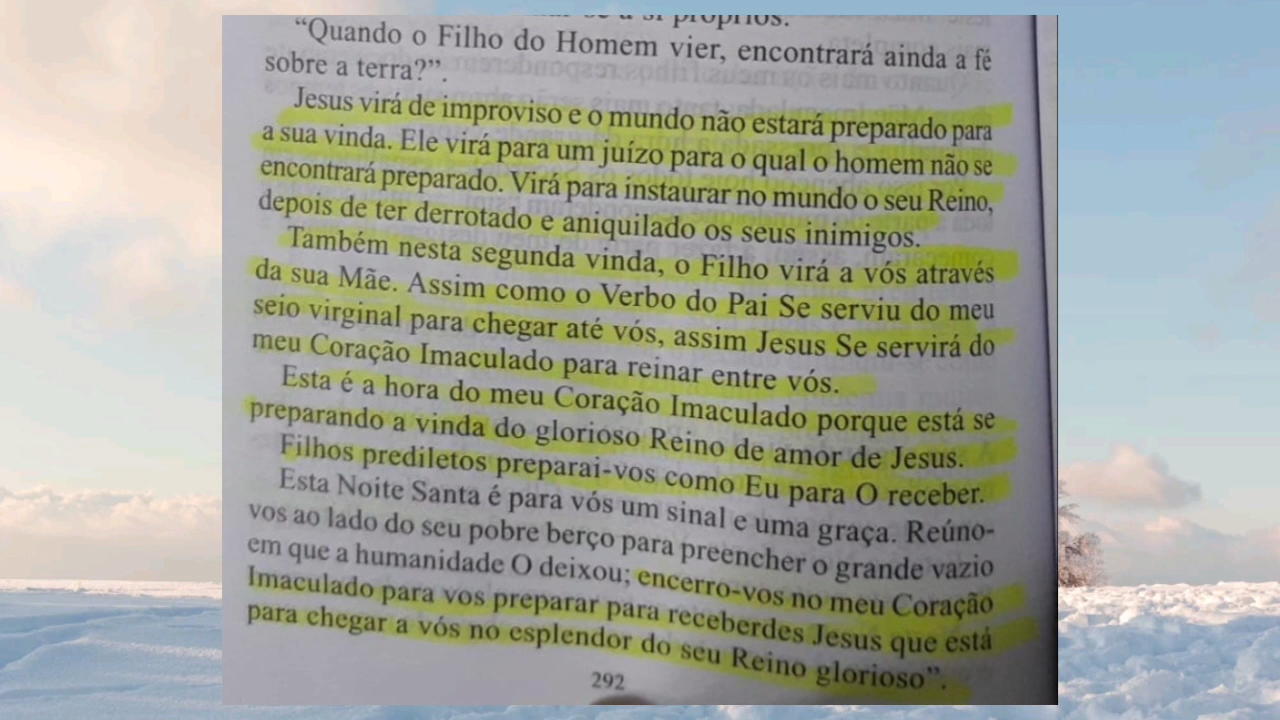 si próprios.
“Quando o Filho do Homem vier, encontrará ainda a fé
sobre a terra?”.
Jesus virá de improviso e o mundo não estará preparado para
a sua vinda. Ele virá para um juízo para o qual o homem não se
encontrará preparado. Virá para instaurar no mundo o seu Reino,
depois de ter derrotado e aniquilado os seus inimigos.
Também nesta segunda vinda, o Filho virá a vós através
da sua Mãe. Assim como o Verbo do Pai Se serviu do meu
seio virginal para chegar até vós, assim Jesus Se servirá do
meu Coração Imaculado para reinar entre vós.
Esta é a hora do meu Coração Imaculado porque está se
preparando a vinda do glorioso Reino de amor de Jesus.
Filhos prediletos preparai-vos como Eu para O receber.
Esta Noite Santa é para vós um sinal e uma graça. Reúno-
vos ao lado do seu pobre berço para preencher o grande vazio
em que a humanidade O deixou; encerro-vos no meu Coração
Imaculado para vos preparar para receberdes Jesus que está
para chegar a vós no esplendor do seu Reino glorioso”.
292